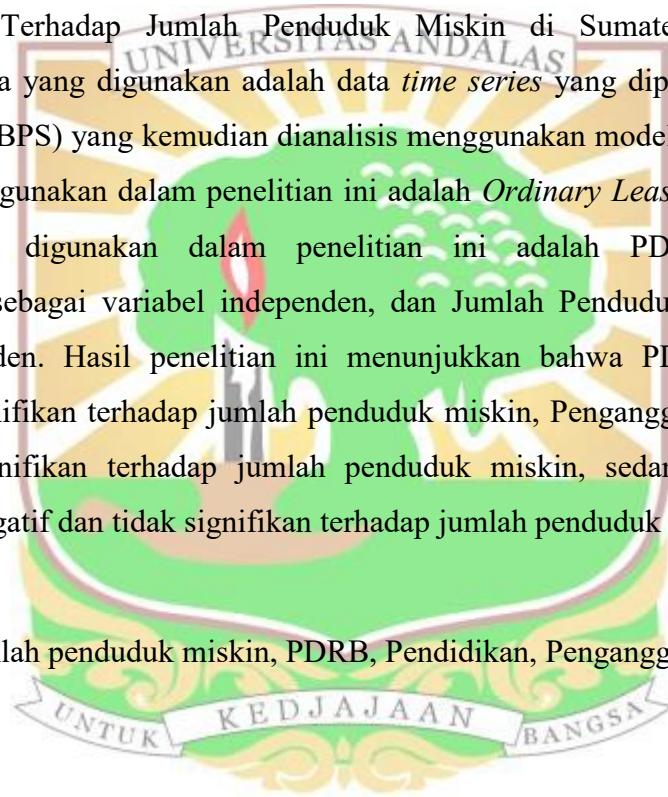 Terhadap Jumlah Penduduk Miskin di Sumate
UNIVERSITAS ANDALAS
a yang digunakan adalah data time series yang dip
BPS) yang kemudian dianalisis menggunakan model
gunakan dalam penelitian ini adalah Ordinary Leas
digunakan dalam penelitian ini adalah PD
sebagai variabel independen, dan Jumlah Pendudu
den. Hasil penelitian ini menunjukkan bahwa PD
nifikan terhadap jumlah penduduk miskin, Pengangg
gnifikan terhadap jumlah penduduk miskin, sedan
gatif dan tidak signifikan terhadap jumlah penduduk
lah penduduk miskin, PDRB, Pendidikan, Pengangg
UNTUK KEDJAJAAN BANGSA